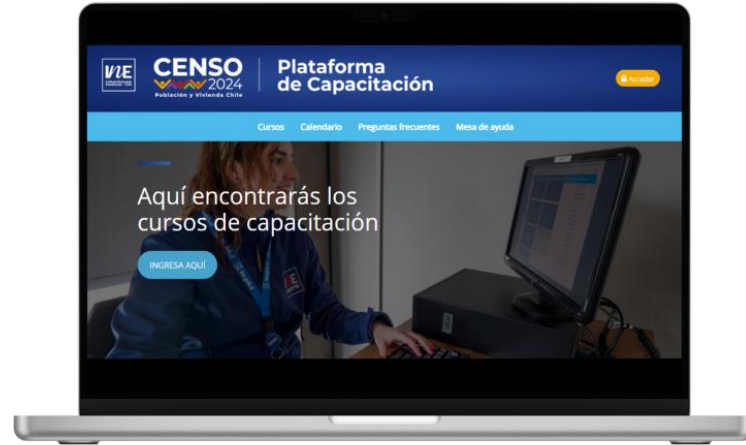 INE
CENSO
2024
Población y Vivienda Chile
Plataforma
de Capacitación
Acceder
Cursos Calendario Preguntas frecuentes Mesa de ayuda
Aquí encontrarás los
cursos de capacitación
INGRESA AQUÍ